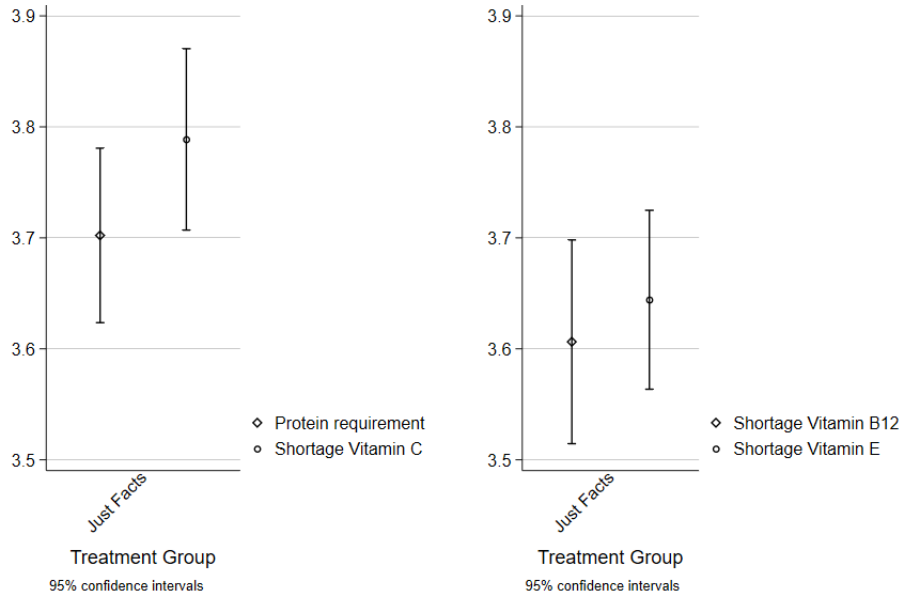 3.9
3.8
3.7
3.6
3.5
Just Facts
Treatment Group
95% confidence intervals
Protein requirement
Shortage Vitamin C
3.9
3.8
3.7
3.6
3.5
Just Facts
Treatment Group
95% confidence intervals
Shortage Vitamin B12
Shortage Vitamin E